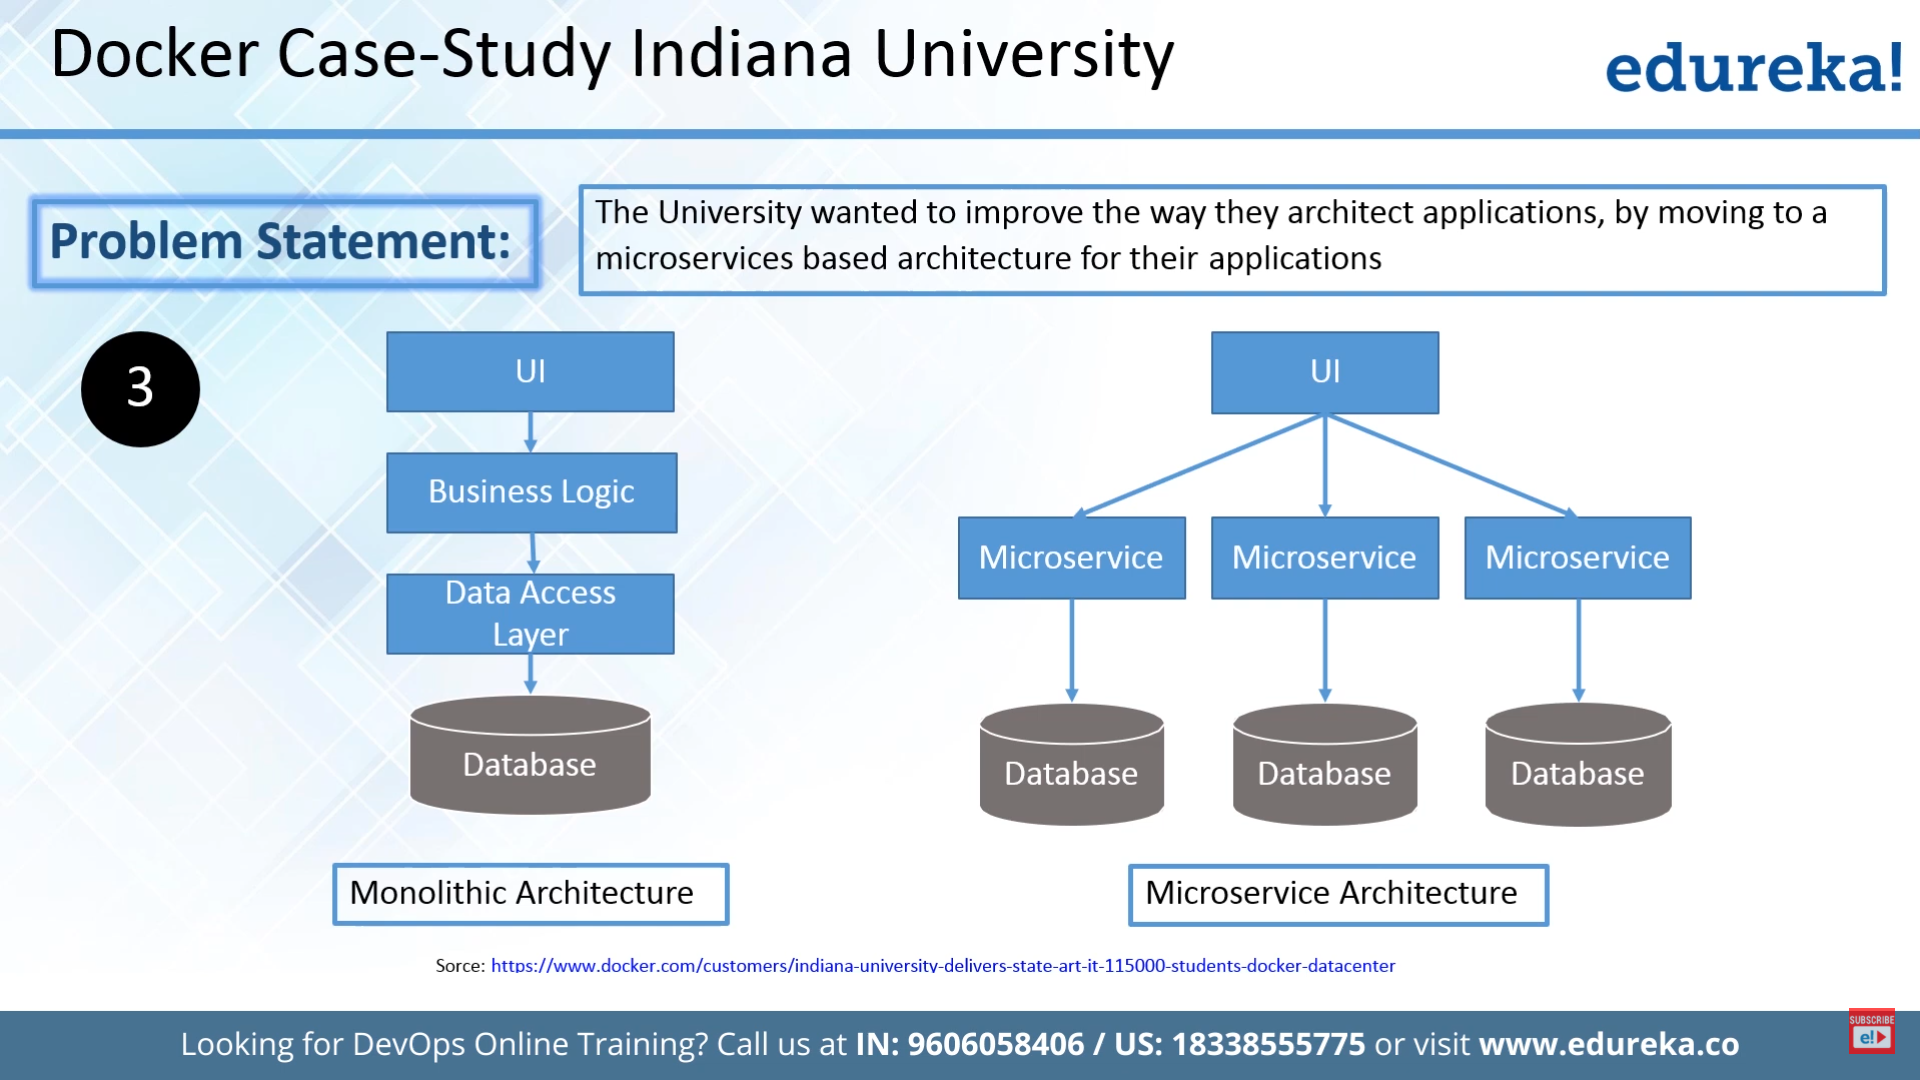 Docker Case-Study Indiana University
edureka!
Problem Statement:
The University wanted to improve the way they architect applications, by moving to a
microservices based architecture for their applications
3
UI
Business Logic
Data Access
Layer
Database
Monolithic Architecture
UI
Microservice Microservice Microservice
Database Database Database
Microservice Architecture
Sorce: https://www.docker.com/customers/indiana-university-delivers-state-art-it-115000-students-docker-datacenter
Looking for DevOps Online Training? Call us at IN: 9606058406 / US: 18338555775 or visit www.edureka.co
SUBSCRIBE
e!